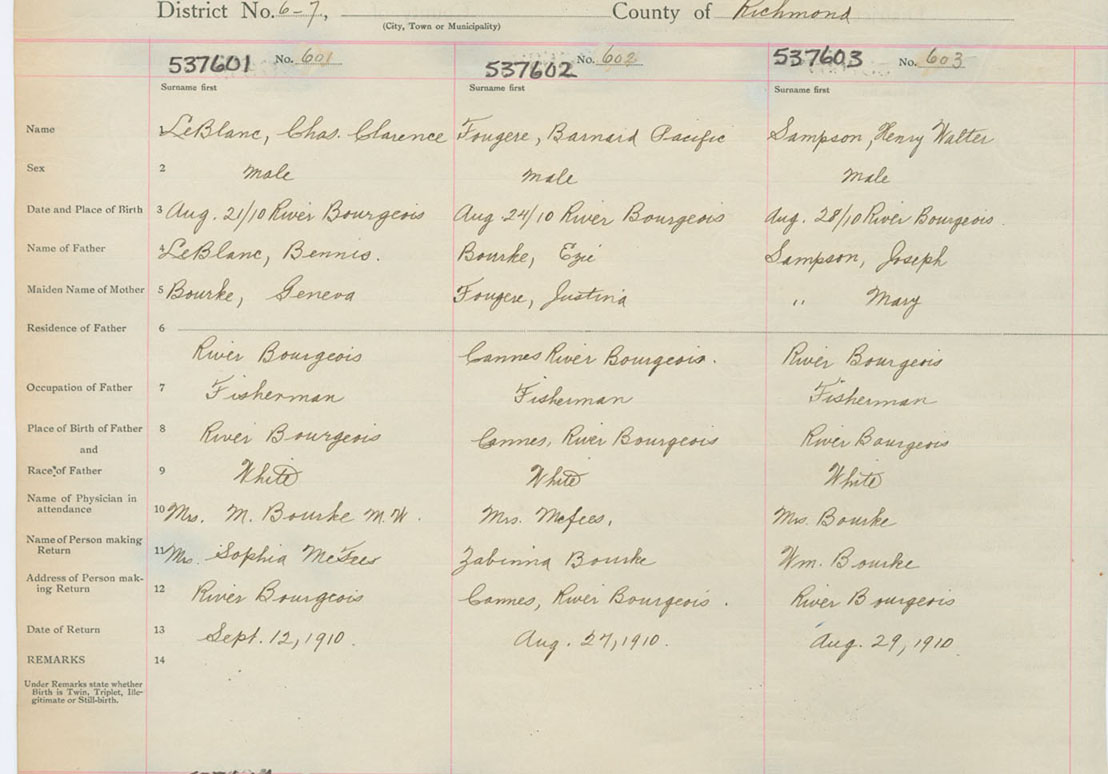 District No. 6-7, County of Richmond
(City, Town or Municipality)
537601 No. 601 537602 No. 602 537603 No. 603
Surname first Surname first Surname first
Name 1 LeBlanc, Chas. Clarence Fougere, Barnard Pacific Sampson, Henry Walter
Sex 2 Male Male Male
Date and Place of Birth 3 Aug. 21/10 River Bourgeois Aug. 24/10 River Bourgeois Aug. 28/10 River Bourgeois.
Name of Father 4 LeBlanc, Bennis. Bourke, Ezié Sampson, Joseph
Maiden Name of Mother 5 Bourke, Geneva Fougere, Justina " Mary
Residence of Father 6
River Bourgeois Cannes River Bourgeois. River Bourgeois
Occupation of Father 7 Fisherman Fisherman Fisherman
Place of Birth of Father 8 River Bourgeois Cannes, River Bourgeois River Bourgeois
and
Race of Father 9 White White White
Name of Physician in
attendance 10 Mrs. M. Bourke M.W. Mrs. Mcfees, Mrs. Bourke
Name of Person making
Return 11 Mrs. Sophia McFees Zabinna Bourke Wm. Bourke
Address of Person mak-
ing Return 12 River Bourgeois Cannes, River Bourgeois. River Bourgeois
Date of Return 13 Sept. 12, 1910. Aug. 27, 1910. Aug. 29, 1910.
REMARKS 14
Under Remarks state whether
Birth is Twin, Triplet, Ille-
gitimate or Still-birth.